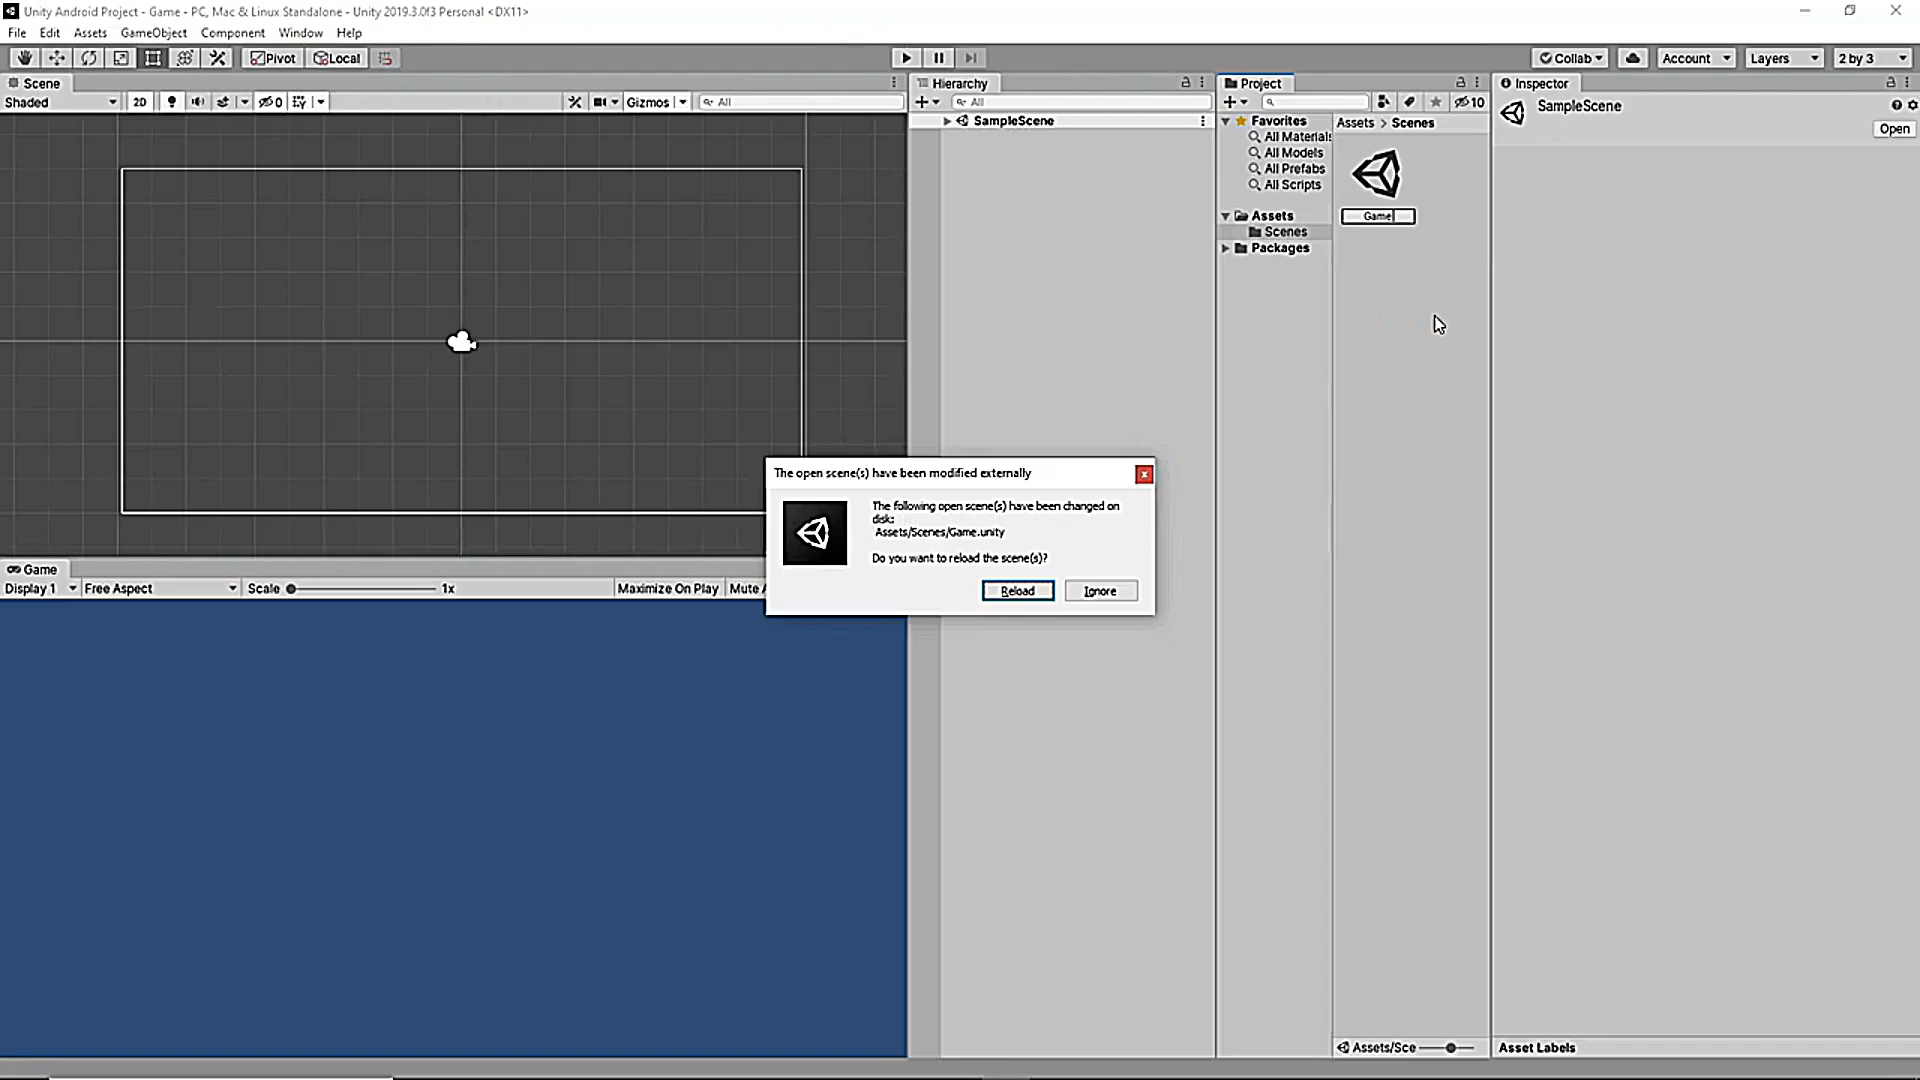 Unity Android Project - Game - PC, Mac & Linux Standalone - Unity 2019.3.0f3 Personal <DX11>
File Edit Assets GameObject Component Window Help
Pivot Local
Collab Account Layers 2 by 3
Scene
Shaded 2D 0 Gizmos All
Hierarchy
All
SampleScene
Project
10
Favorites
All Materials
All Models
All Prefabs
All Scripts
Assets
Scenes
Packages
Assets > Scenes
Game
Inspector
SampleScene
Open
The open scene(s) have been modified externally
The following open scene(s) have been changed on
disk:
Assets/Scenes/Game.unity
Do you want to reload the scene(s)?
Reload Ignore
Game
Display 1 Free Aspect Scale 1x Maximize On Play Mute
Assets/Sce
Asset Labels